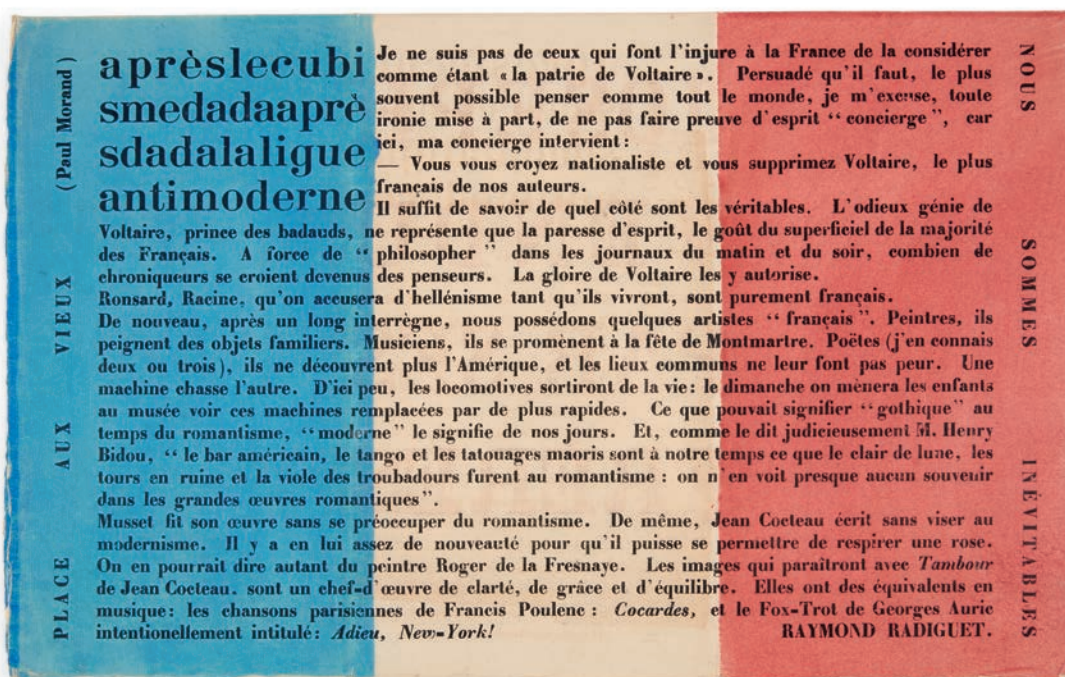 PLACE AUX VIEUX (Paul Morand)
aprèslecubi
smedadaaprè
sdadalaligue
antimoderne
Je ne suis pas de ceux qui font l'injure à la France de la considérer
comme étant « la patrie de Voltaire ». Persuadé qu'il faut, le plus
souvent possible penser comme tout le monde, je m'excuse, toute
ironie mise à part, de ne pas faire preuve d'esprit “ concierge ”, car
ici, ma concierge intervient :
— Vous vous croyez nationaliste et vous supprimez Voltaire, le plus
français de nos auteurs.
Il suffit de savoir de quel côté sont les véritables. L'odieux génie de
Voltaire, prince des badauds, ne représente que la paresse d'esprit, le goût du superficiel de la majorité
des Français. A force de “ philosopher ” dans les journaux du matin et du soir, combien de
chroniqueurs se croient devenus des penseurs. La gloire de Voltaire les y autorise.
Ronsard, Racine, qu'on accusera d'hellénisme tant qu'ils vivront, sont purement français.
De nouveau, après un long interrègne, nous possédons quelques artistes “ français ”. Peintres, ils
peignent des objets familiers. Musiciens, ils se promènent à la fête de Montmartre. Poëtes (j'en connais
deux ou trois), ils ne découvrent plus l'Amérique, et les lieux communs ne leur font pas peur. Une
machine chasse l'autre. D'ici peu, les locomotives sortiront de la vie : le dimanche on mènera les enfants
au musée voir ces machines remplacées par de plus rapides. Ce que pouvait signifier “ gothique ” au
temps du romantisme, “ moderne ” le signifie de nos jours. Et, comme le dit judicieusement M. Henry
Bidou, “ le bar américain, le tango et les tatouages maoris sont à notre temps ce que le clair de lune, les
tours en ruine et la viole des troubadours furent au romantisme : on n'en voit presque aucun souvenir
dans les grandes œuvres romantiques ”.
Musset fit son œuvre sans se préoccuper du romantisme. De même, Jean Cocteau écrit sans viser au
modernisme. Il y a en lui assez de nouveauté pour qu'il puisse se permettre de respirer une rose.
On en pourrait dire autant du peintre Roger de la Fresnaye. Les images qui paraîtront avec Tambour
de Jean Cocteau. sont un chef-d'œuvre de clarté, de grâce et d'équilibre. Elles ont des équivalents en
musique : les chansons parisiennes de Francis Poulenc : Cocardes, et le Fox-Trot de Georges Auric
intentionellement intitulé : Adieu, New-York!
RAYMOND RADIGUET.
NOUS SOMMES INÉVITABLES